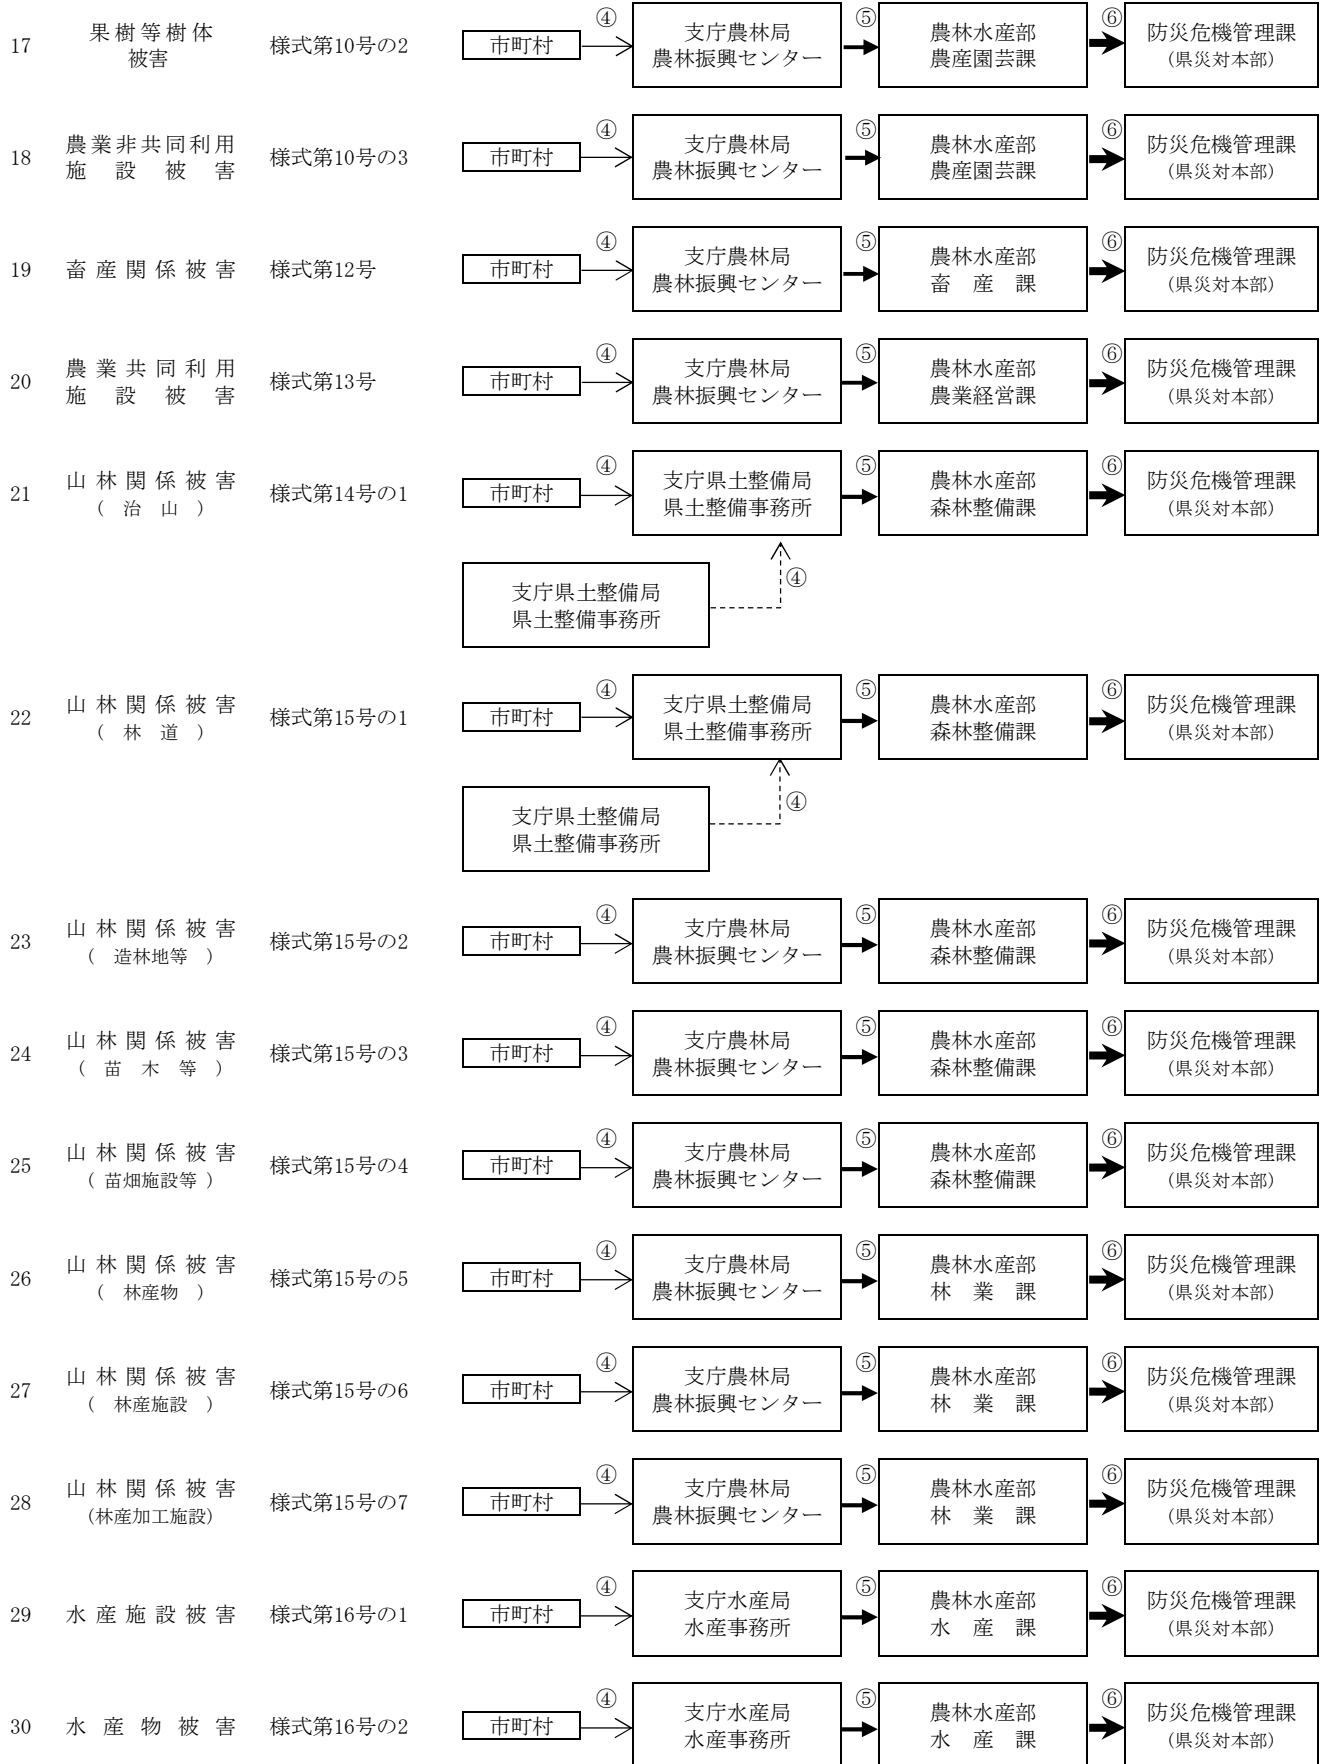 17 果樹等樹体 様式第10号の2 市町村 ④ 支庁農林局 ⑤ 農林水産部 ⑥ 防災危機管理課
被害 農林振興センター 農産園芸課 (県災対本部)
18 農業非共同利用 様式第10号の3 市町村 ④ 支庁農林局 ⑤ 農林水産部 ⑥ 防災危機管理課
施設被害 農林振興センター 農産園芸課 (県災対本部)
19 畜産関係被害 様式第12号 市町村 ④ 支庁農林局 ⑤ 農林水産部 ⑥ 防災危機管理課
農林振興センター 畜産課 (県災対本部)
20 農業共同利用 様式第13号 市町村 ④ 支庁農林局 ⑤ 農林水産部 ⑥ 防災危機管理課
施設被害 農林振興センター 農業経営課 (県災対本部)
21 山林関係被害 様式第14号の1 市町村 ④ 支庁県土整備局 ⑤ 農林水産部 ⑥ 防災危機管理課
(治山) 県土整備事務所 森林整備課 (県災対本部)
支庁県土整備局 ④
県土整備事務所
22 山林関係被害 様式第15号の1 市町村 ④ 支庁県土整備局 ⑤ 農林水産部 ⑥ 防災危機管理課
(林道) 県土整備事務所 森林整備課 (県災対本部)
支庁県土整備局 ④
県土整備事務所
23 山林関係被害 様式第15号の2 市町村 ④ 支庁農林局 ⑤ 農林水産部 ⑥ 防災危機管理課
(造林地等) 農林振興センター 森林整備課 (県災対本部)
24 山林関係被害 様式第15号の3 市町村 ④ 支庁農林局 ⑤ 農林水産部 ⑥ 防災危機管理課
(苗木等) 農林振興センター 森林整備課 (県災対本部)
25 山林関係被害 様式第15号の4 市町村 ④ 支庁農林局 ⑤ 農林水産部 ⑥ 防災危機管理課
(苗畑施設等) 農林振興センター 森林整備課 (県災対本部)
26 山林関係被害 様式第15号の5 市町村 ④ 支庁農林局 ⑤ 農林水産部 ⑥ 防災危機管理課
(林産物) 農林振興センター 林業課 (県災対本部)
27 山林関係被害 様式第15号の6 市町村 ④ 支庁農林局 ⑤ 農林水産部 ⑥ 防災危機管理課
(林産施設) 農林振興センター 林業課 (県災対本部)
28 山林関係被害 様式第15号の7 市町村 ④ 支庁農林局 ⑤ 農林水産部 ⑥ 防災危機管理課
(林産加工施設) 農林振興センター 林業課 (県災対本部)
29 水産施設被害 様式第16号の1 市町村 ④ 支庁水産局 ⑤ 農林水産部 ⑥ 防災危機管理課
水産事務所 水産課 (県災対本部)
30 水産物被害 様式第16号の2 市町村 ④ 支庁水産局 ⑤ 農林水産部 ⑥ 防災危機管理課
水産事務所 水産課 (県災対本部)